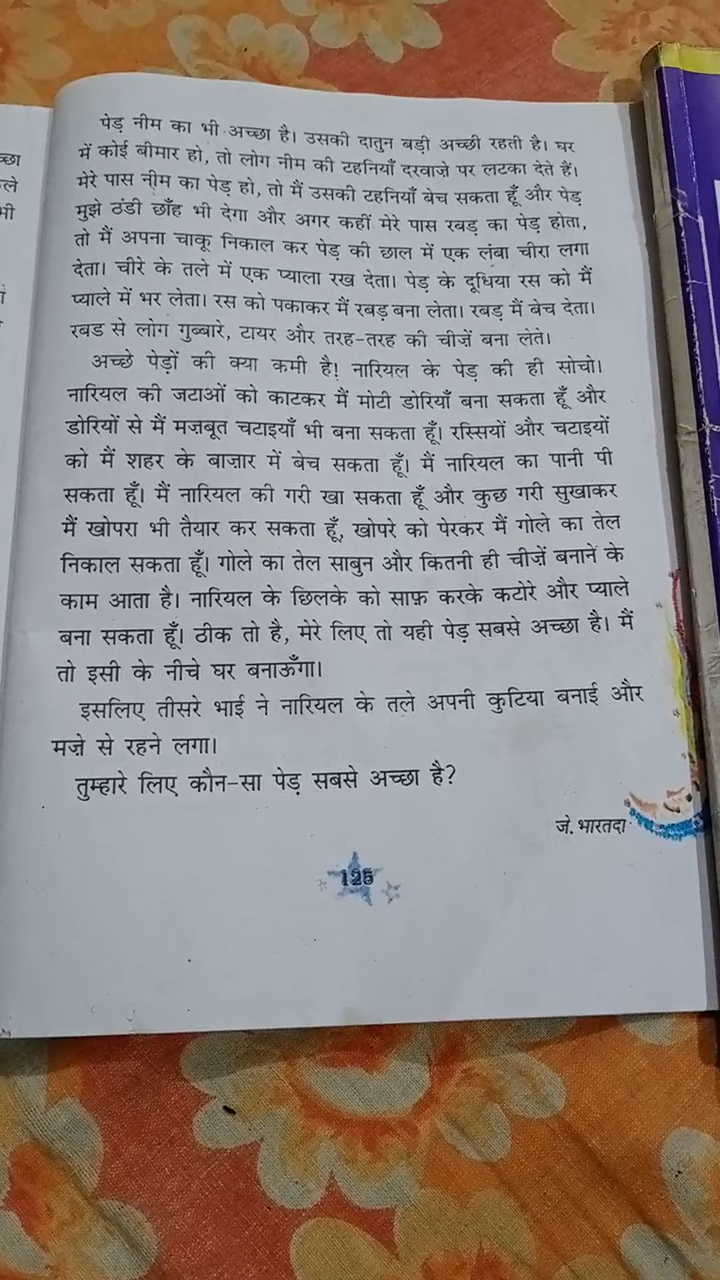 च्छा
पेड़ नीम का भी अच्छा है। उसकी दातुन बड़ी अच्छी रहती है। घर
में कोई बीमार हो, तो लोग नीम की टहनियाँ दरवाज़े पर लटका देते हैं।
मेरे पास नीम का पेड़ हो, तो मैं उसकी टहनियाँ बेच सकता हूँ और पेड़
मुझे ठंडी छाँह भी देगा और अगर कहीं मेरे पास रबड़ का पेड़ होता,
तो मैं अपना चाकू निकाल कर पेड़ की छाल में एक लंबा चीरा लगा
देता। चीरे के तले में एक प्याला रख देता। पेड़ के दूधिया रस को मैं
प्याले में भर लेता। रस को पकाकर मैं रबड़ बना लेता। रबड़ मैं बेच देता।
रबड से लोग गुब्बारे, टायर और तरह-तरह की चीज़ें बना लेते।
अच्छे पेड़ों की क्या कमी है! नारियल के पेड़ की ही सोचो।
नारियल की जटाओं को काटकर मैं मोटी डोरियाँ बना सकता हूँ और
डोरियों से मैं मज़बूत चटाइयाँ भी बना सकता हूँ। रस्सियों और चटाइयों
को मैं शहर के बाज़ार में बेच सकता हूँ। मैं नारियल का पानी पी
सकता हूँ। मैं नारियल की गरी खा सकता हूँ और कुछ गरी सुखाकर
मैं खोपरा भी तैयार कर सकता हूँ, खोपरे को पेरकर मैं गोले का तेल
निकाल सकता हूँ। गोले का तेल साबुन और कितनी ही चीज़ें बनाने के
काम आता है। नारियल के छिलके को साफ़ करके कटोरे और प्याले
बना सकता हूँ। ठीक तो है, मेरे लिए तो यही पेड़ सबसे अच्छा है। मैं
तो इसी के नीचे घर बनाऊँगा।
इसलिए तीसरे भाई ने नारियल के तले अपनी कुटिया बनाई और
मज़े से रहने लगा।
तुम्हारे लिए कौन-सा पेड़ सबसे अच्छा है?
जे. भारतदा
125